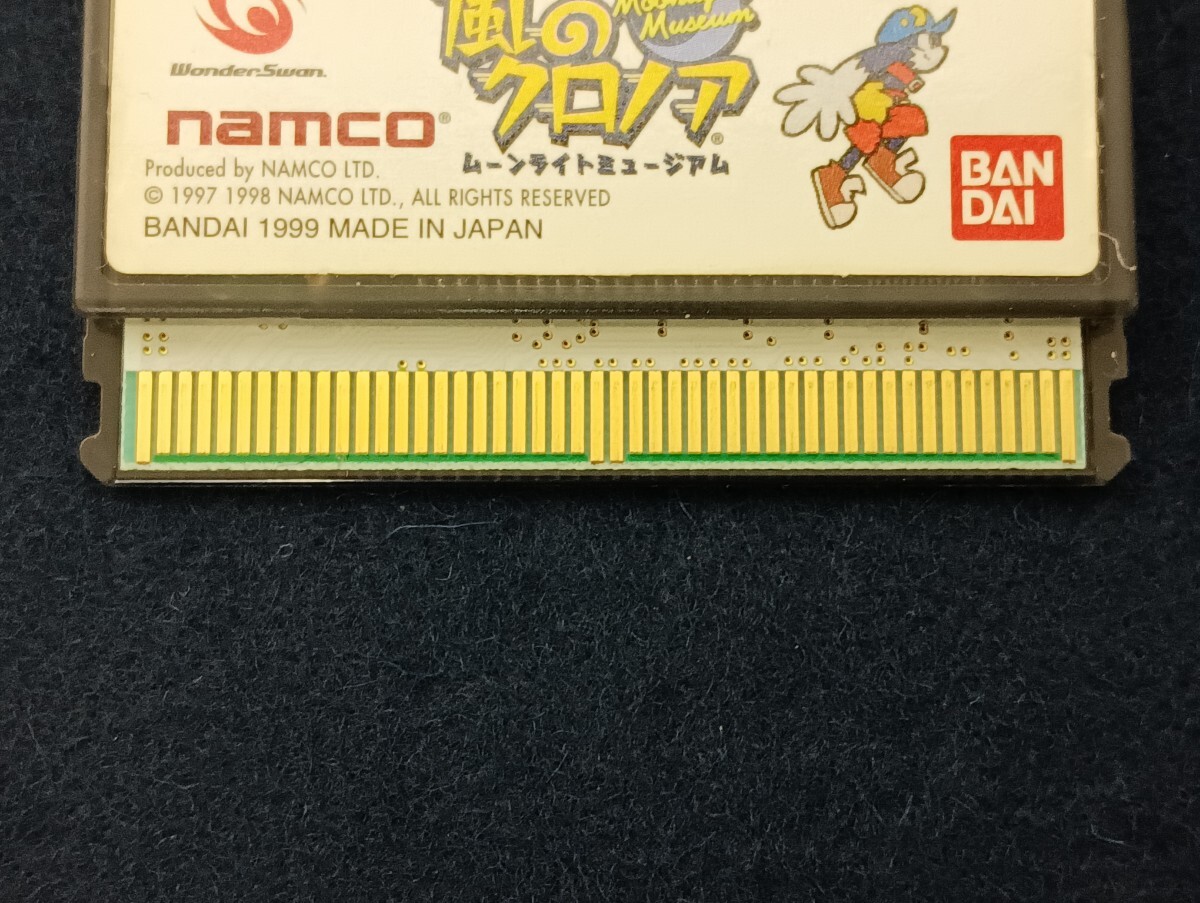 Moonlight
Museum
風の
クロノア®
ムーンライトミュージアム
WonderSwan.
namco®
Produced by NAMCO LTD.
© 1997 1998 NAMCO LTD., ALL RIGHTS RESERVED
BANDAI 1999 MADE IN JAPAN
BAN
DAI